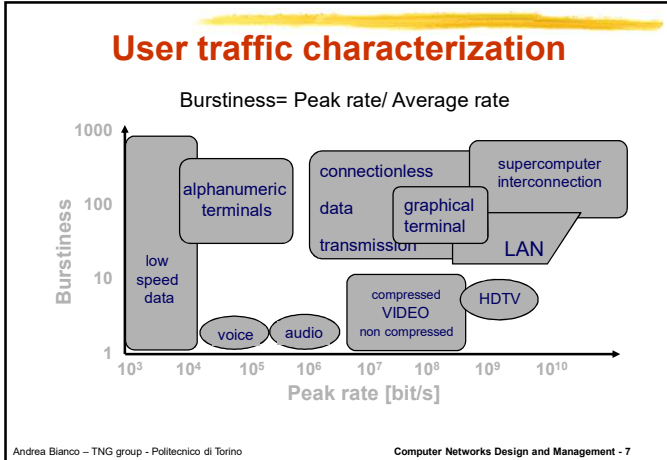 User traffic characterization
Burstiness= Peak rate/ Average rate
1000
100
10
1
Burstiness
low
speed
data
alphanumeric
terminals
connectionless
data
transmission
graphical
terminal
supercomputer
interconnection
LAN
voice
audio
compressed
VIDEO
non compressed
HDTV
10³ 10⁴ 10⁵ 10⁶ 10⁷ 10⁸ 10⁹ 10¹⁰
Peak rate [bit/s]
Andrea Bianco – TNG group - Politecnico di Torino
Computer Networks Design and Management - 7